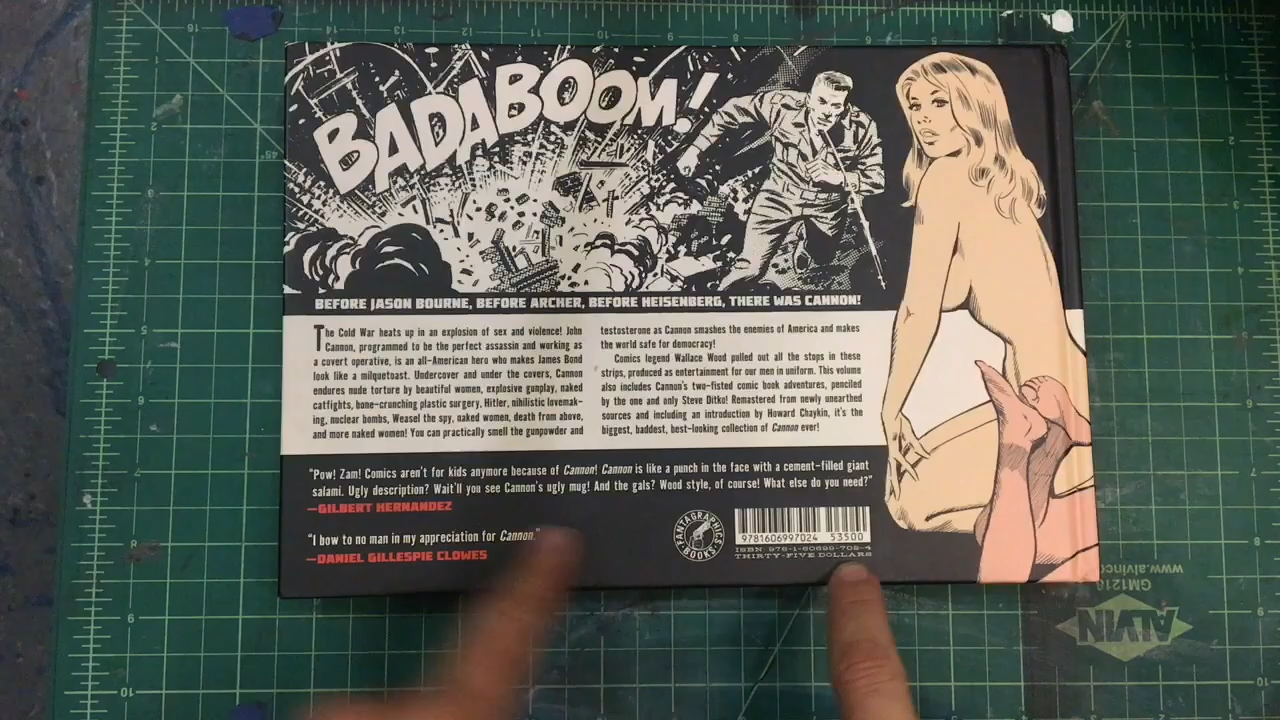 BADABOOM!
BEFORE JASON BOURNE, BEFORE ARCHER, BEFORE HEISENBERG, THERE WAS CANNON!
The Cold War heats up in an explosion of sex and violence! John
Cannon, programmed to be the perfect assassin and working as
a covert operative, is an all-American hero who makes James Bond
look like a milquetoast. Undercover and under the covers, Cannon
endures nude torture by beautiful women, explosive gunplay, naked
catfights, bone-crunching plastic surgery, Hitler, nihilistic lovemak-
ing, nuclear bombs, Weasel the spy, naked women, death from above,
and more naked women! You can practically smell the gunpowder and
testosterone as Cannon smashes the enemies of America and makes
the world safe for democracy!
Comics legend Wallace Wood pulled out all the stops in these
strips, produced as entertainment for our men in uniform. This volume
also includes Cannon's two-fisted comic book adventures, penciled
by the one and only Steve Ditko! Remastered from newly unearthed
sources and including an introduction by Howard Chaykin, it's the
biggest, baddest, best-looking collection of Cannon ever!
"Pow! Zam! Comics aren't for kids anymore because of Cannon! Cannon is like a punch in the face with a cement-filled giant
salami. Ugly description? Wait'll you see Cannon's ugly mug! And the gals? Wood style, of course! What else do you need?"
—GILBERT HERNANDEZ
"I bow to no man in my appreciation for Cannon."
—DANIEL GILLESPIE CLOWES
FANTAGRAPHICS BOOKS
9781606997024 53500
ISBN 978-1-60699-702-4
THIRTY-FIVE DOLLARS
www.alvinco
GM1218
ALVIN